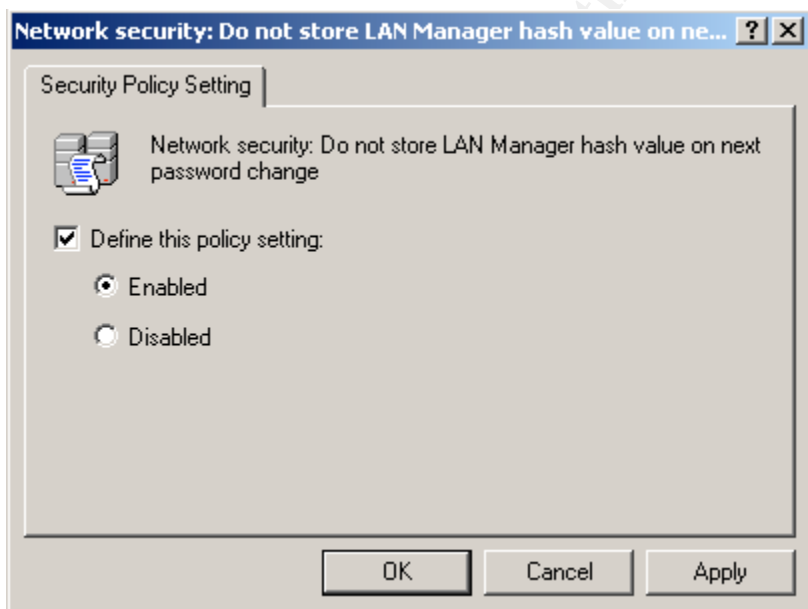 Network security: Do not store LAN Manager hash value on ne...
Security Policy Setting
Network security: Do not store LAN Manager hash value on next
password change
Define this policy setting:
Enabled
Disabled
OK
Cancel
Apply